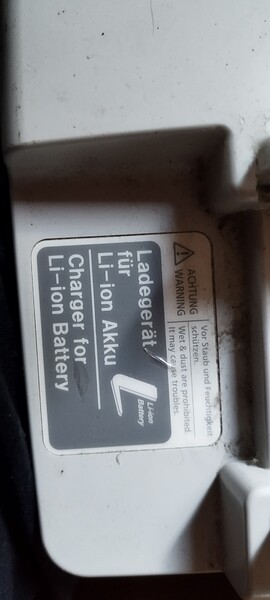 ACHTUNG
WARNING
Vor Staub und Feuchtigkeit
schützen.
Wet & dust are prohibited.
It may cause troubles.
Ladegerät
für
Li-ion Akku
Charger for
Li-ion Battery
Li-ion
Battery